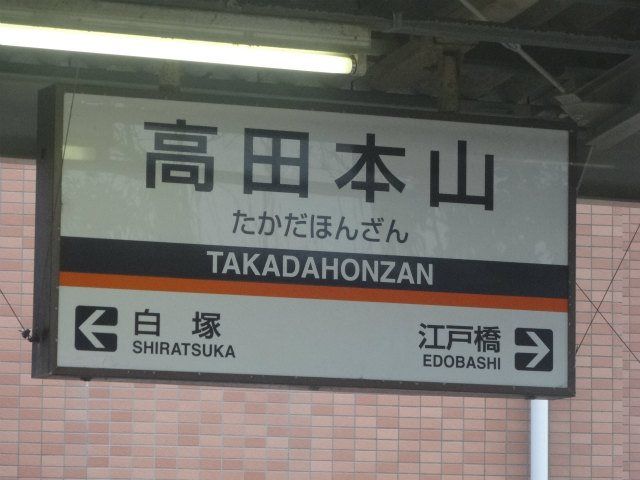 高田本山
たかだほんざん
TAKADAHONZAN
白塚
SHIRATSUKA
江戸橋
EDOBASHI